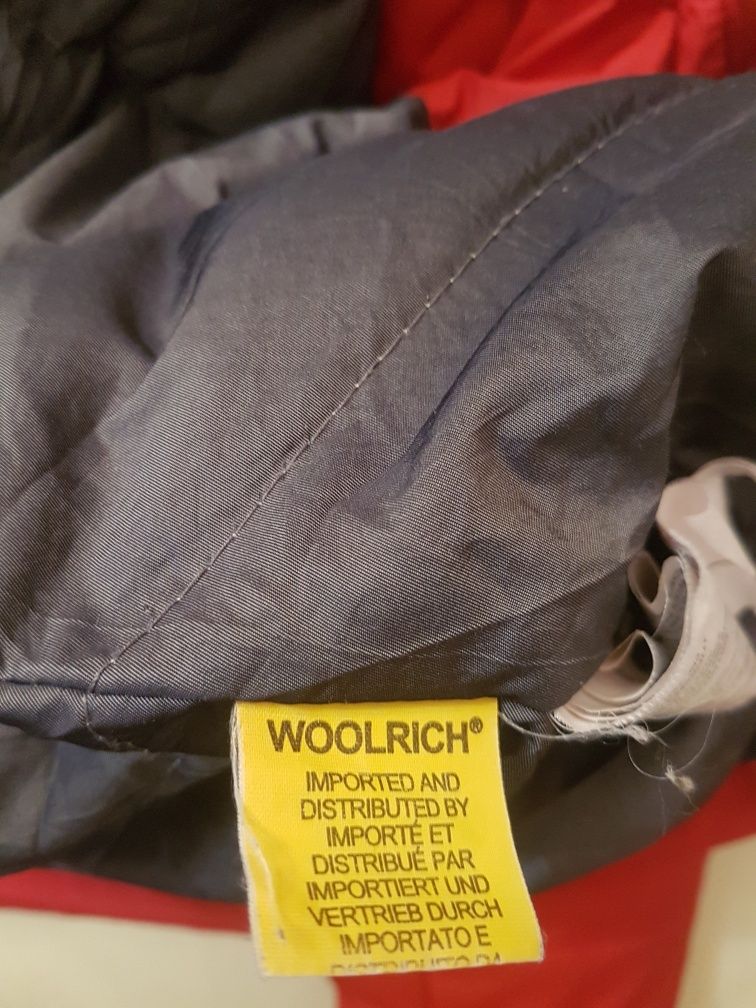 WOOLRICH®
IMPORTED AND
DISTRIBUTED BY
IMPORTÉ ET
DISTRIBUÉ PAR
IMPORTIERT UND
VERTRIEB DURCH
IMPORTATO E